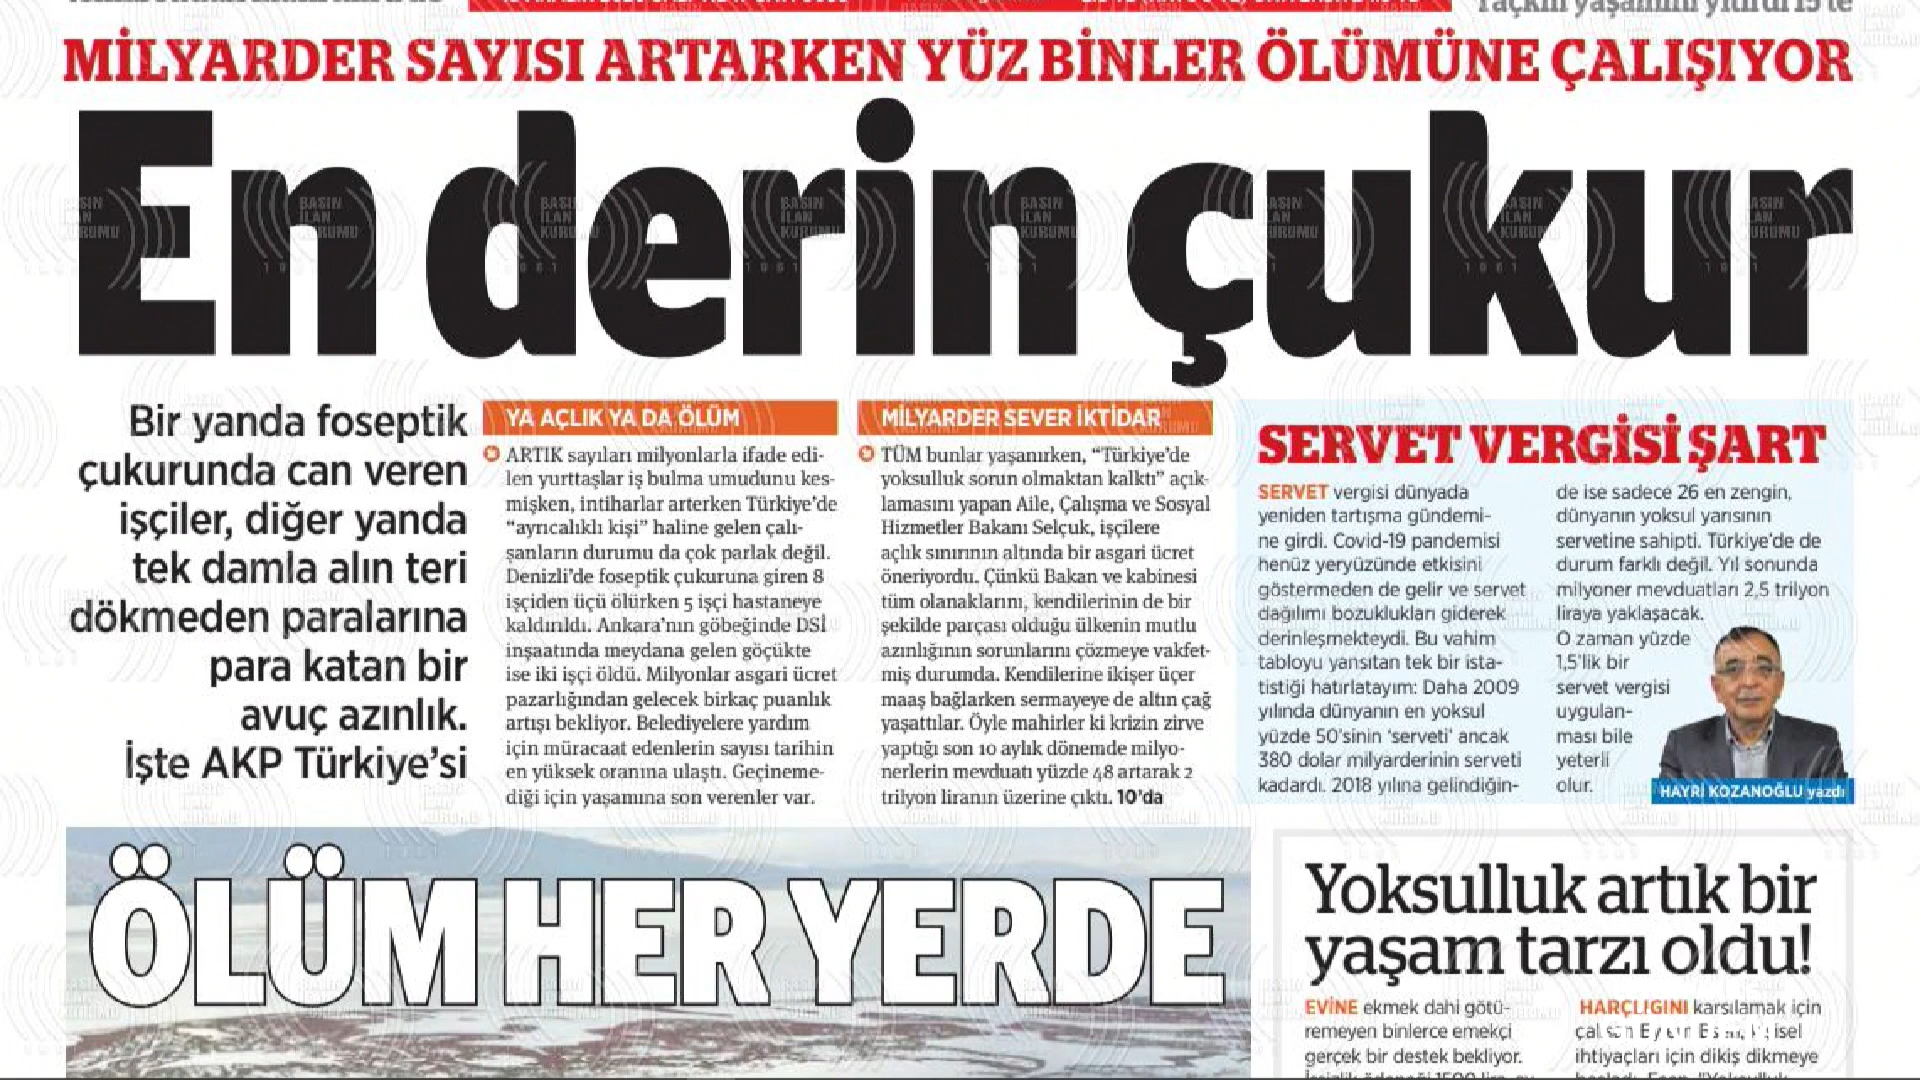 MİLYARDER SAYISI ARTARKEN YÜZ BİNLER ÖLÜMÜNE ÇALIŞIYOR
En derin çukur
Bir yanda foseptik
çukurunda can veren
işçiler, diğer yanda
tek damla alın teri
dökmeden paralarına
para katan bir
avuç azınlık.
İşte AKP Türkiye'si
YA AÇLIK YA DA ÖLÜM
ARTIK sayıları milyonlarla ifade edi-
len yurttaşlar iş bulma umudunu kes-
mişken, intiharlar arterken Türkiye'de
"ayrıcalıklı kişi" haline gelen çalı-
şanların durumu da çok parlak değil.
Denizli'de foseptik çukuruna giren 8
işçiden üçü ölürken 5 işçi hastaneye
kaldırıldı. Ankara'nın göbeğinde DSİ
inşaatında meydana gelen göçükte
ise iki işçi öldü. Milyonlar asgari ücret
pazarlığından gelecek birkaç puanlık
artışı bekliyor. Belediyelere yardım
için müracaat edenlerin sayısı tarihin
en yüksek oranına ulaştı. Geçineme-
diği için yaşamına son verenler var.
MİLYARDER SEVER İKTİDAR
TÜM bunlar yaşanırken, "Türkiye'de
yoksulluk sorun olmaktan kalktı" açık-
lamasını yapan Aile, Çalışma ve Sosyal
Hizmetler Bakanı Selçuk, işçilere
açlık sınırının altında bir asgari ücret
öneriyordu. Çünkü Bakan ve kabinesi
tüm olanaklarını, kendilerinin de bir
şekilde parçası olduğu ülkenin mutlu
azınlığının sorunlarını çözmeye vakfet-
miş durumda. Kendilerine ikişer üçer
maaş bağlarken sermayeye de altın çağ
yaşattılar. Öyle mahirler ki krizin zirve
yaptığı son 10 aylık dönemde milyo-
nerlerin mevduatı yüzde 48 artarak 2
trilyon liranın üzerine çıktı. 10'da
SERVET VERGİSİ ŞART
SERVET vergisi dünyada
yeniden tartışma gündemi-
ne girdi. Covid-19 pandemisi
henüz yeryüzünde etkisini
göstermeden de gelir ve servet
dağılımı bozuklukları giderek
derinleşmekteydi. Bu vahim
tabloyu yansıtan tek bir ista-
tistiği hatırlatayım: Daha 2009
yılında dünyanın en yoksul
yüzde 50'sinin 'serveti' ancak
380 dolar milyarderinin serveti
kadardı. 2018 yılına gelindiğin-
de ise sadece 26 en zengin,
dünyanın yoksul yarısının
servetine sahipti. Türkiye'de de
durum farklı değil. Yıl sonunda
milyoner mevduatları 2,5 trilyon
liraya yaklaşacak.
O zaman yüzde
1,5'lik bir
servet vergisi
uygulan-
ması bile
yeterli
olur.
HAYRİ KOZANOĞLU yazdı
ÖLÜM HER YERDE
Yoksulluk artık bir
yaşam tarzı oldu!
EVİNE ekmek dahi götü-
remeyen binlerce emekçi
gerçek bir destek bekliyor.
HARÇLIĞINI karşılamak için
ihtiyaçları için dikiş dikmeye
BASIN
İLAN
KURUMU
1961